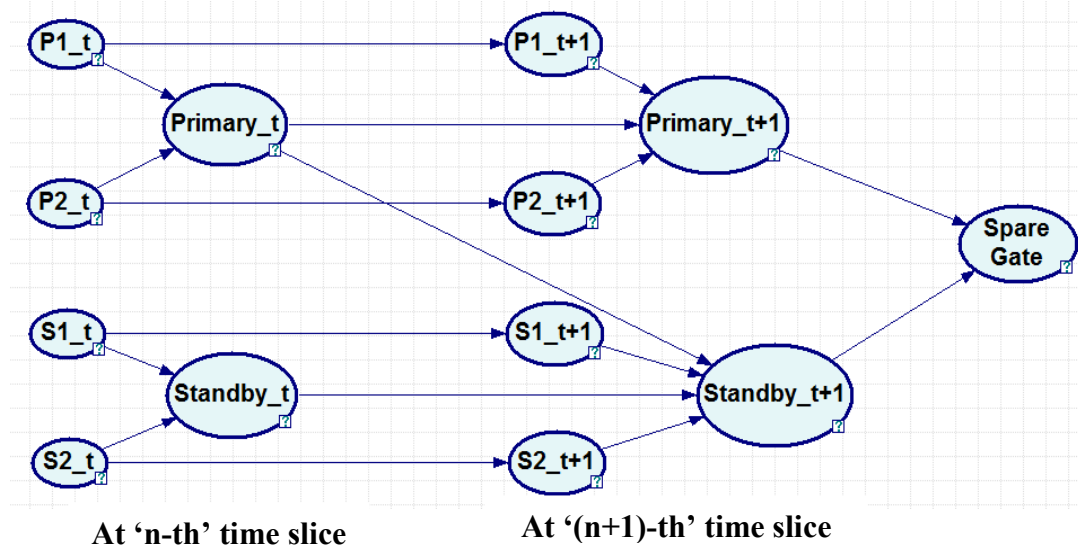 P1_t
P1_t+1
Primary_t
Primary_t+1
P2_t
P2_t+1
Spare
Gate
S1_t
S1_t+1
Standby_t
Standby_t+1
S2_t
S2_t+1
?
?
?
?
?
?
?
?
?
?
?
?
?
At ‘n-th’ time slice
At ‘(n+1)-th’ time slice